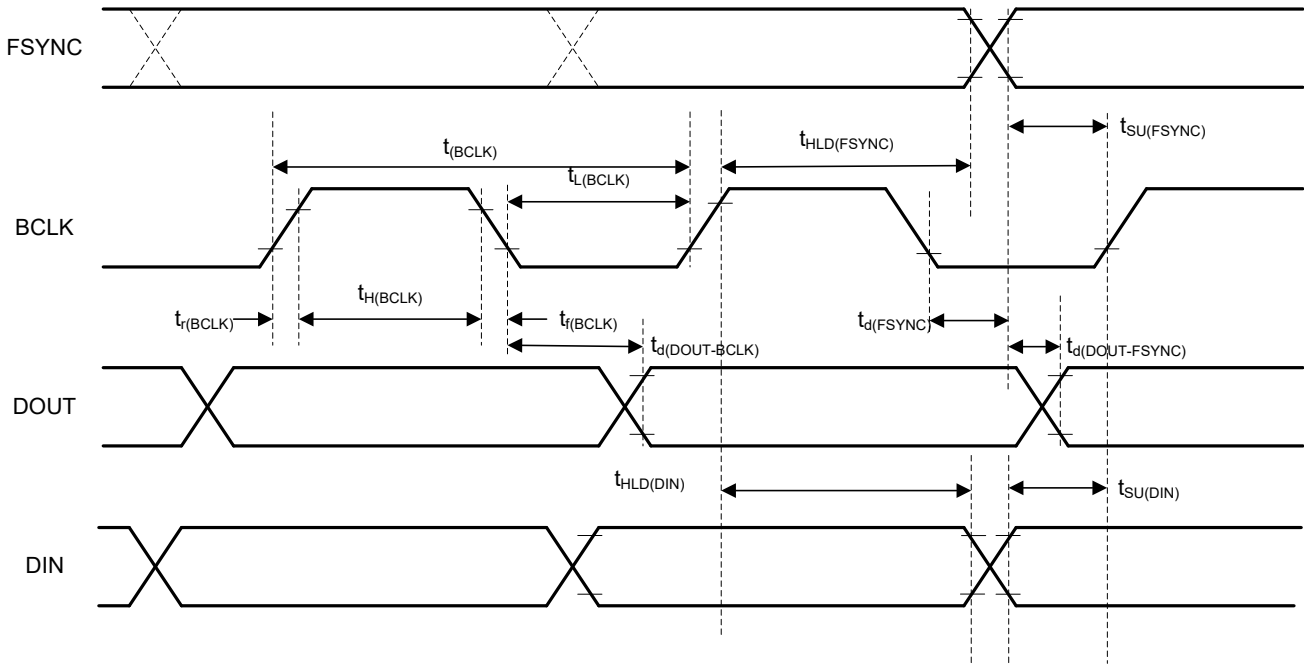 FSYNC
tSU(FSYNC)
tHLD(FSYNC)
t(BCLK)
tL(BCLK)
BCLK
tH(BCLK)
tr(BCLK)
tf(BCLK)
td(FSYNC)
td(DOUT-BCLK)
td(DOUT-FSYNC)
DOUT
tHLD(DIN)
tSU(DIN)
DIN